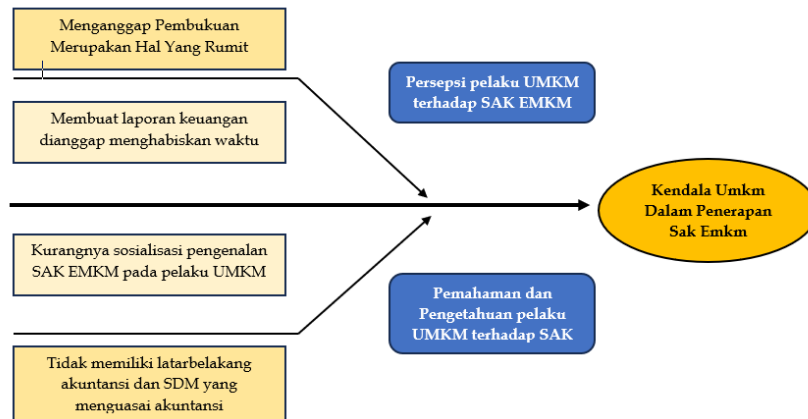 Menganggap Pembukuan
Merupakan Hal Yang Rumit
Membuat laporan keuangan
dianggap menghabiskan waktu
Persepsi pelaku UMKM
terhadap SAK EMKM
Kendala Umkm
Dalam Penerapan
Sak Emkm
Kurangnya sosialisasi pengenalan
SAK EMKM pada pelaku UMKM
Pemahaman dan
Pengetahuan pelaku
UMKM terhadap SAK
Tidak memiliki latarbelakang
akuntansi dan SDM yang
menguasai akuntansi